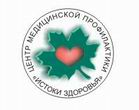 ЦЕНТР МЕДИЦИНСКОЙ ПРОФИЛАКТИКИ
«ИСТОКИ ЗДОРОВЬЯ»